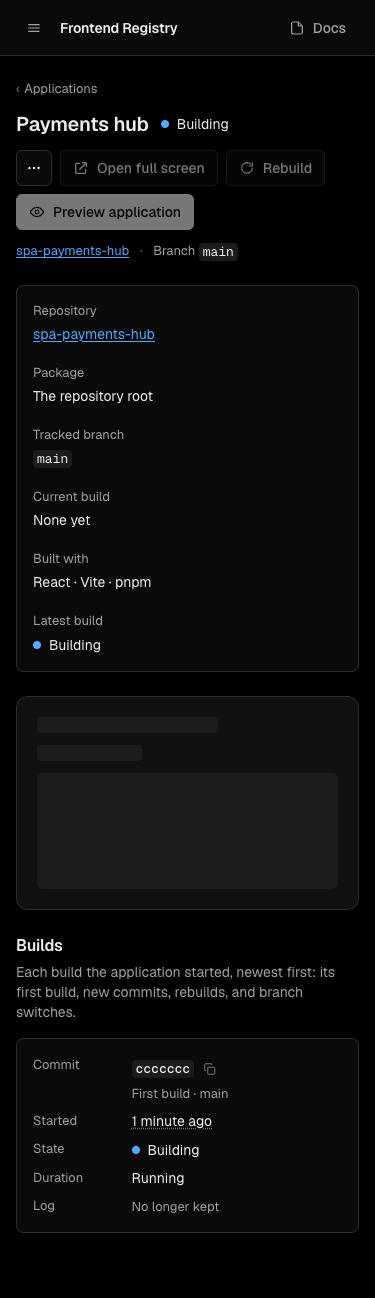 Frontend Registry
Docs
‹ Applications
Payments hub
Building
Open full screen
Rebuild
Preview application
spa-payments-hub · Branch main
Repository
spa-payments-hub
Package
The repository root
Tracked branch
main
Current build
None yet
Built with
React · Vite · pnpm
Latest build
Building
Builds
Each build the application started, newest first: its
first build, new commits, rebuilds, and branch
switches.
Commit
ccccccc
First build · main
Started
1 minute ago
State
Building
Duration
Running
Log
No longer kept